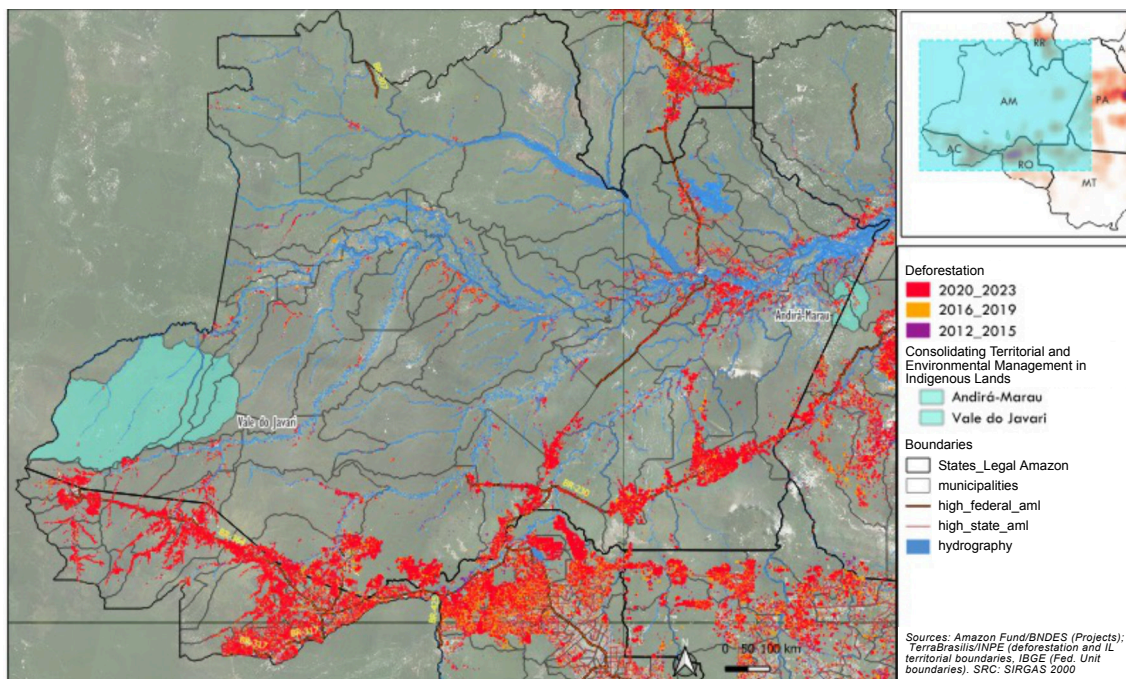 RR
A
AM
PA
AC
RO
MT
Andirá-Marau
Vale do Javari
BR-230
0 50 100 km
N
Deforestation
2020_2023
2016_2019
2012_2015
Consolidating Territorial and
Environmental Management in
Indigenous Lands
Andirá-Marau
Vale do Javari
Boundaries
States_Legal Amazon
municipalities
high_federal_aml
high_state_aml
hydrography
Sources: Amazon Fund/BNDES (Projects);
TerraBrasilis/INPE (deforestation and IL
territorial boundaries, IBGE (Fed. Unit
boundaries). SRC: SIRGAS 2000